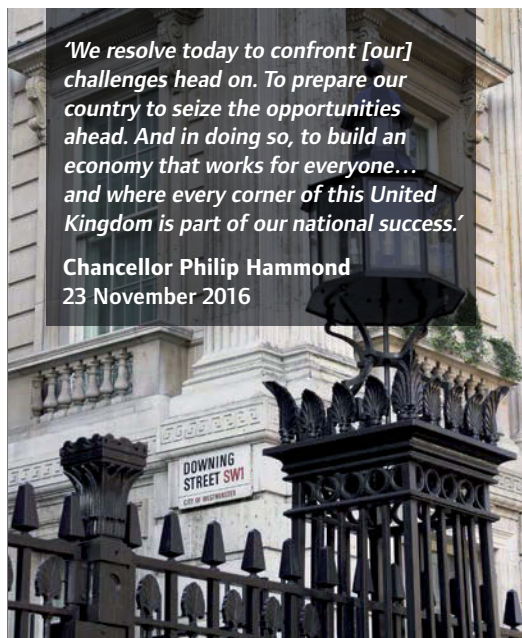 ‘We resolve today to confront [our]
challenges head on. To prepare our
country to seize the opportunities
ahead. And in doing so, to build an
economy that works for everyone…
and where every corner of this United
Kingdom is part of our national success.’
Chancellor Philip Hammond
23 November 2016
DOWNING
STREET SW1
CITY OF WESTMINSTER